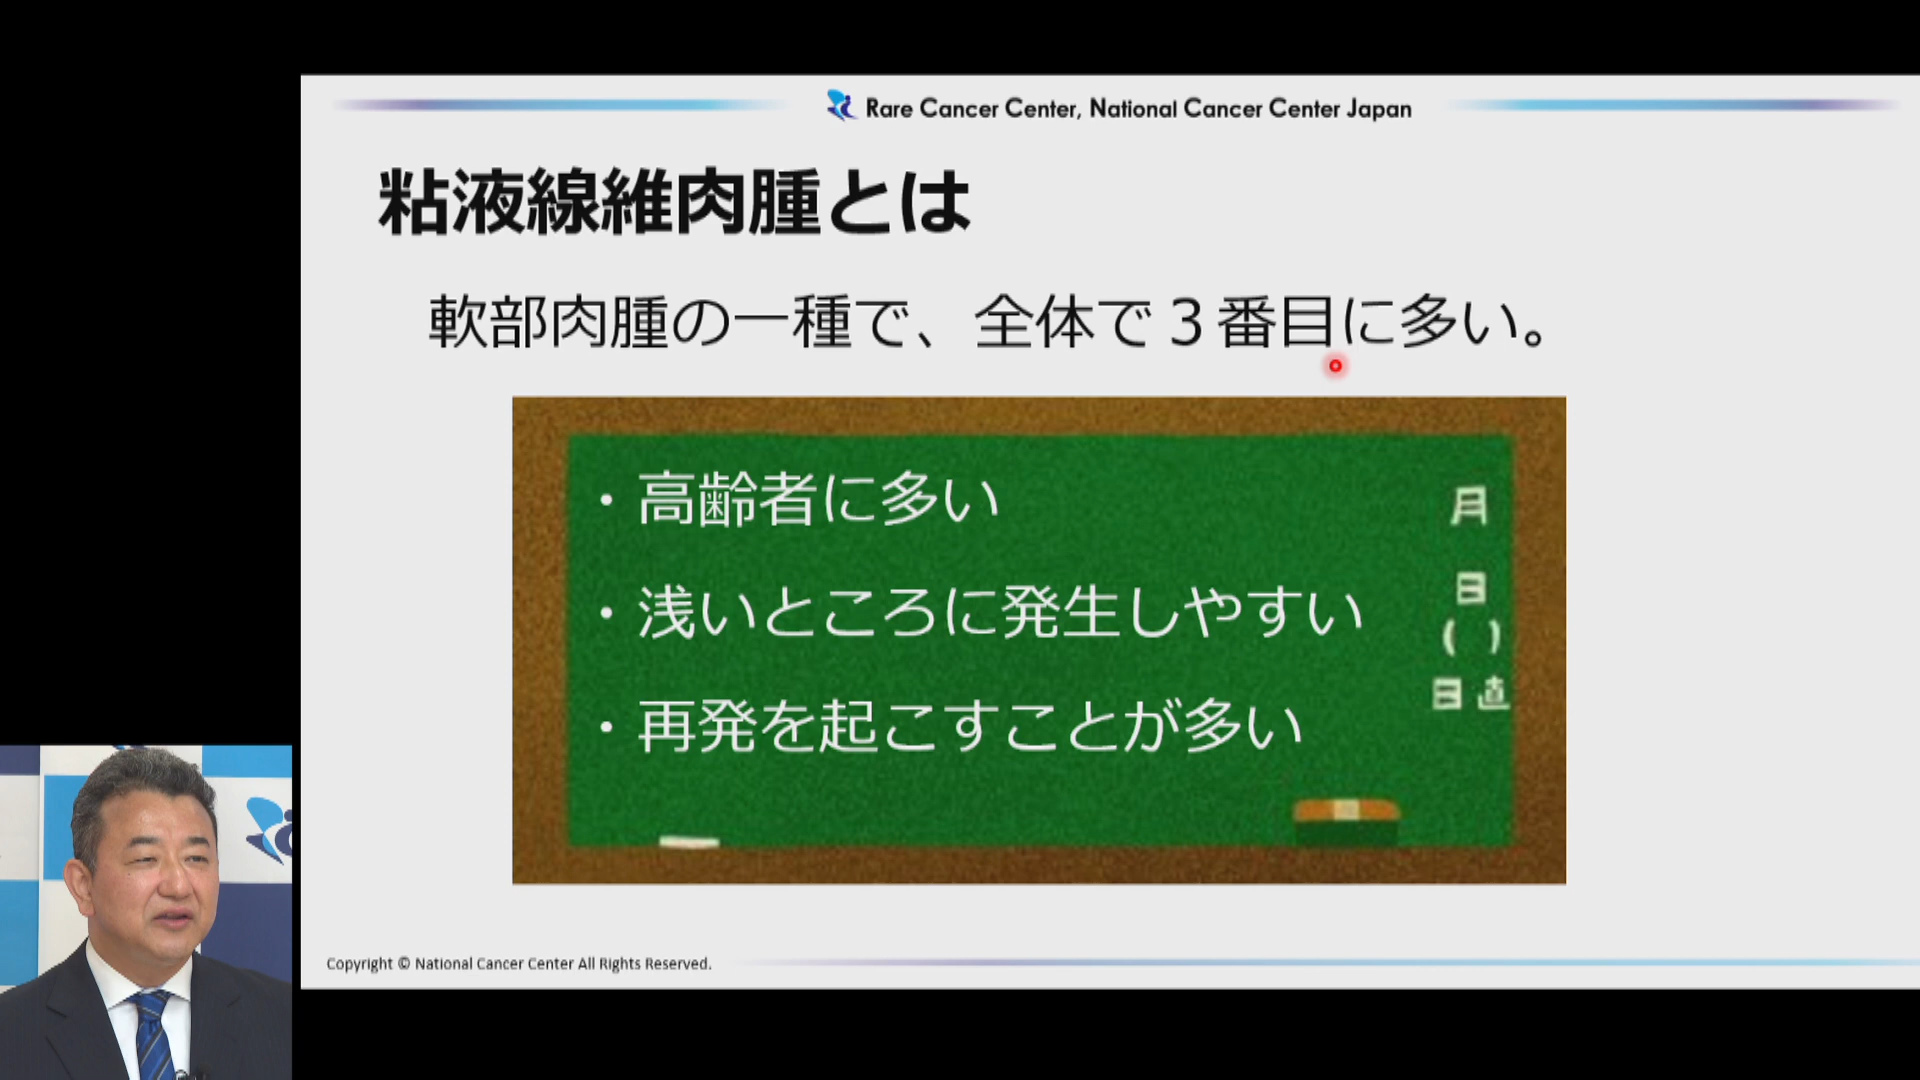 Rare Cancer Center, National Cancer Center Japan
粘液線維肉腫とは
軟部肉腫の一種で、全体で３番目に多い。
・高齢者に多い
・浅いところに発生しやすい
・再発を起こすことが多い
月
日
( )
日直
Copyright © National Cancer Center All Rights Reserved.